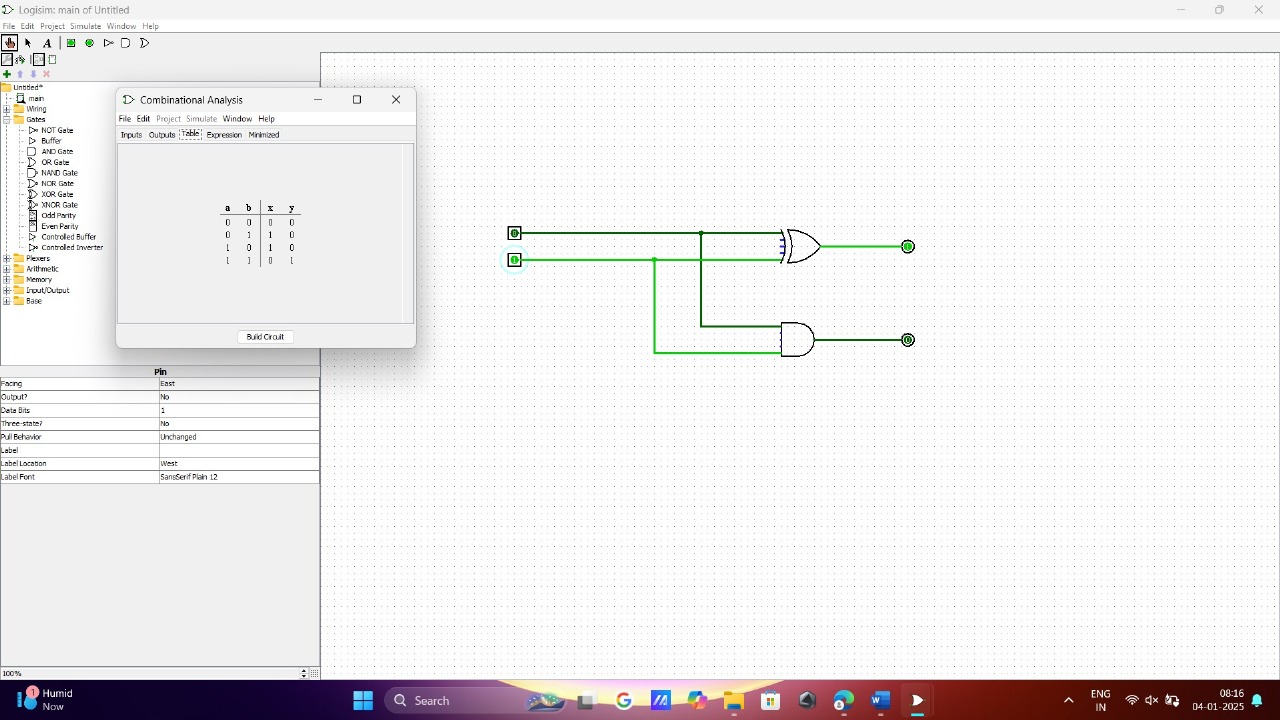 Logisim: main of Untitled
File Edit Project Simulate Window Help
A
Untitled*
main
Wiring
Gates
NOT Gate
Buffer
AND Gate
OR Gate
NAND Gate
NOR Gate
XOR Gate
XNOR Gate
Odd Parity
Even Parity
Controlled Buffer
Controlled Inverter
Plexers
Arithmetic
Memory
Input/Output
Base
Combinational Analysis
File Edit Project Simulate Window Help
Inputs Outputs Table Expression Minimized
a b x y
0 0 0 0
0 1 1 0
1 0 1 0
1 1 0 1
Build Circuit
0
1
1
0
Pin
Facing East
Output? No
Data Bits 1
Three-state? No
Pull Behavior Unchanged
Label
Label Location West
Label Font SansSerif Plain 12
100%
1
Humid
Now
Search
ENG
IN
08:16
04-01-2025